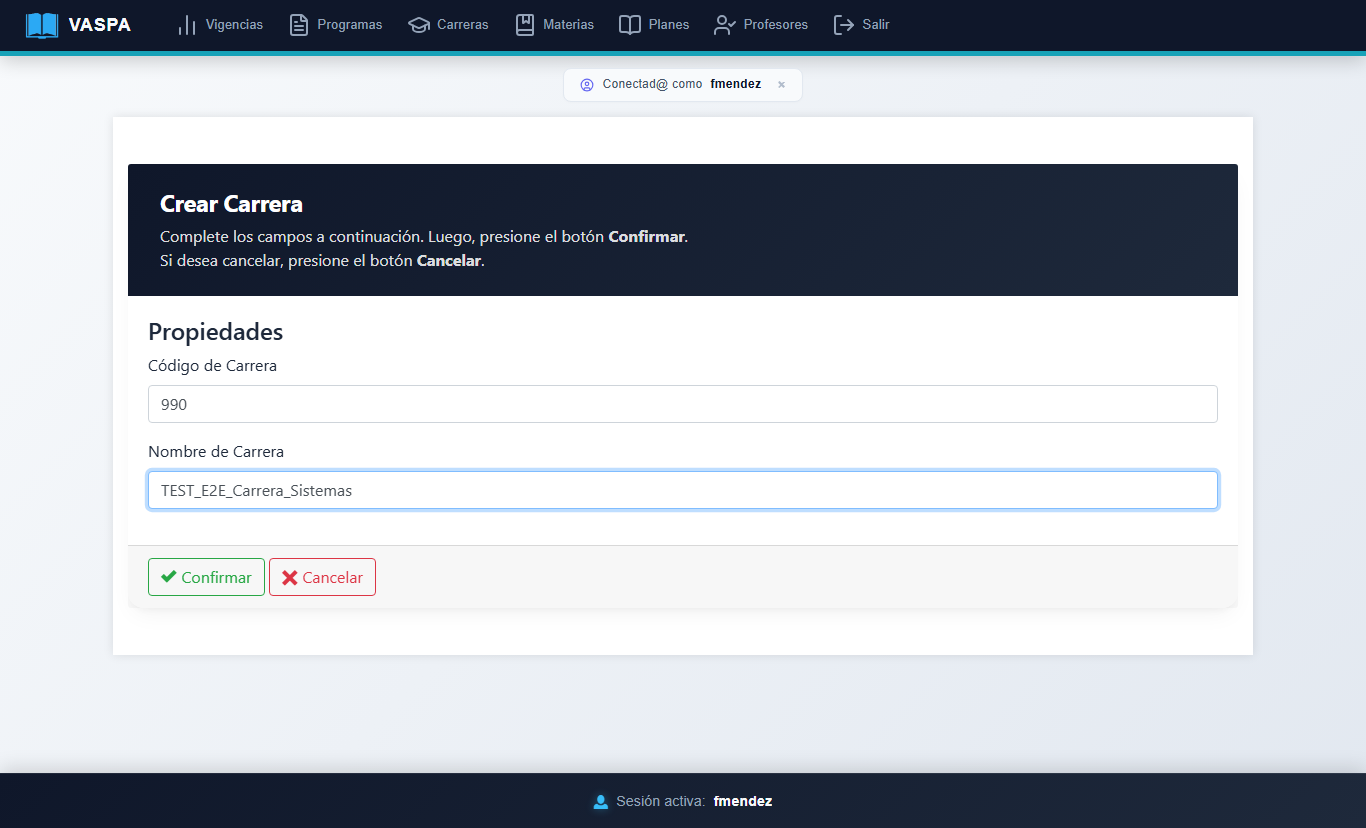 VASPA Vigencias Programas Carreras Materias Planes Profesores Salir
Conectad@ como fmendez ×
Crear Carrera
Complete los campos a continuación. Luego, presione el botón Confirmar.
Si desea cancelar, presione el botón Cancelar.
Propiedades
Código de Carrera
990
Nombre de Carrera
TEST_E2E_Carrera_Sistemas
Confirmar Cancelar
Sesión activa: fmendez